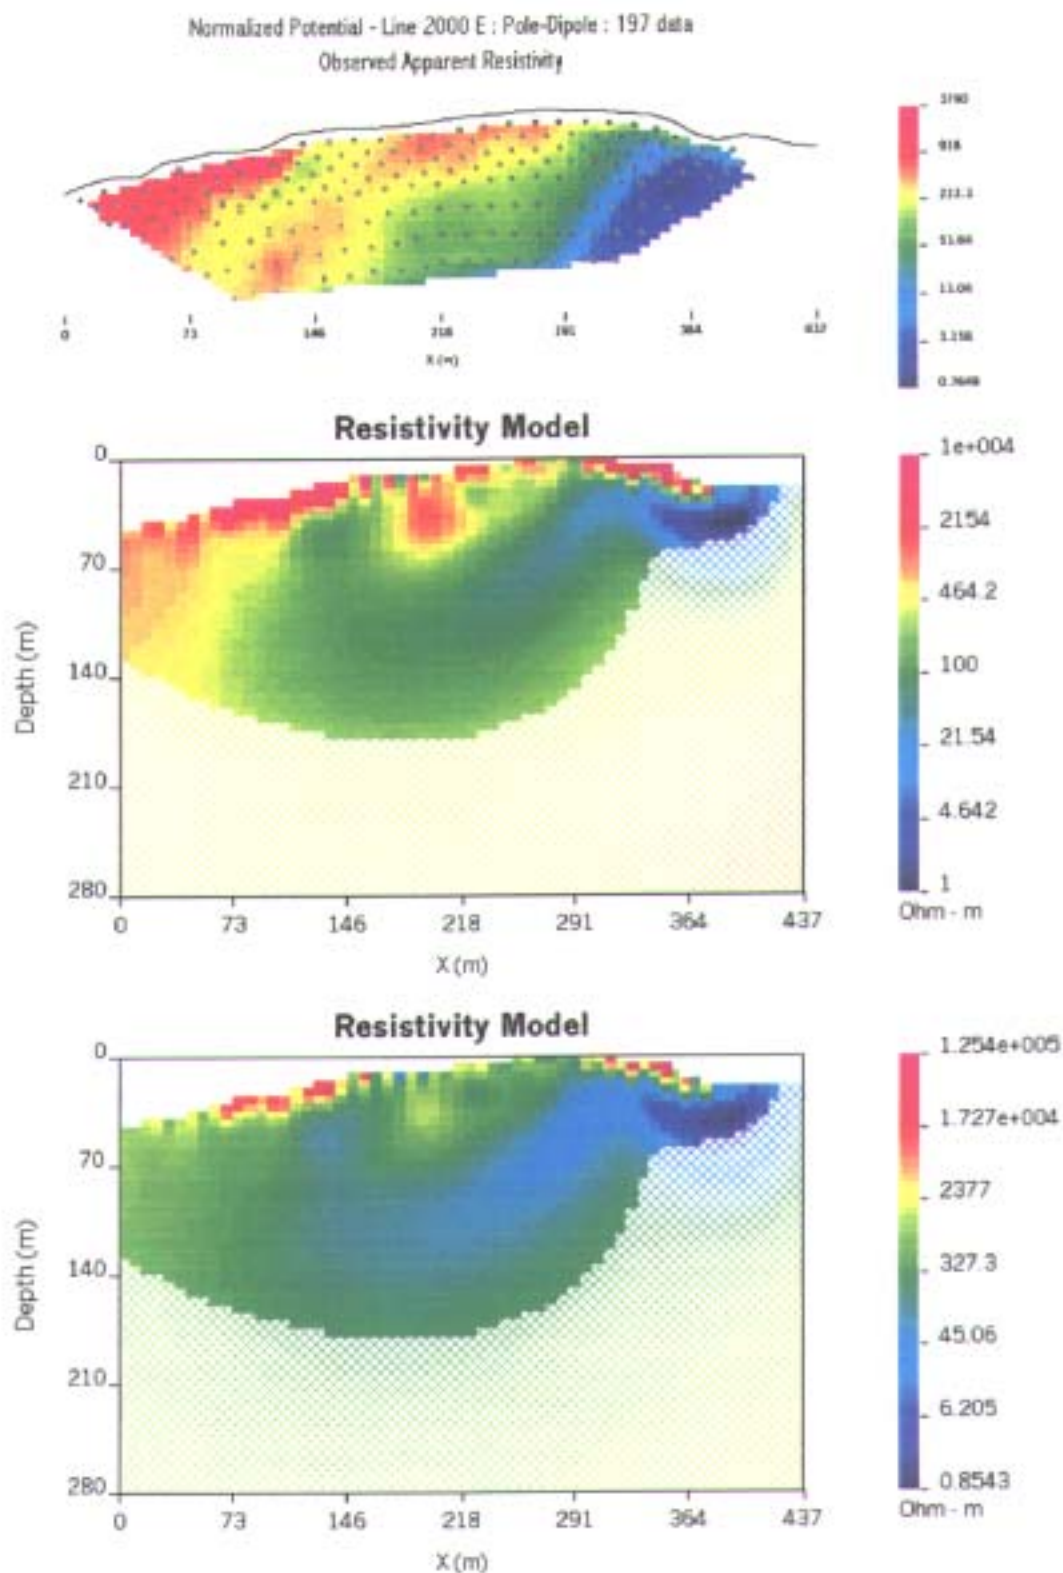 Normalized Potential - Line 2000 E : Pole-Dipole : 197 data
Observed Apparent Resistivity
0 73 146 218 291 364 437
X (m)
Resistivity Model
0
70
140
210
280
Depth (m)
0 73 146 218 291 364 437
X (m)
1e+004
2154
464.2
100
21.54
4.642
1
Ohm - m
Resistivity Model
0
70
140
210
280
Depth (m)
0 73 146 218 291 364 437
X (m)
1.254e+005
1.727e+004
2377
327.3
45.06
6.205
0.8543
Ohm - m